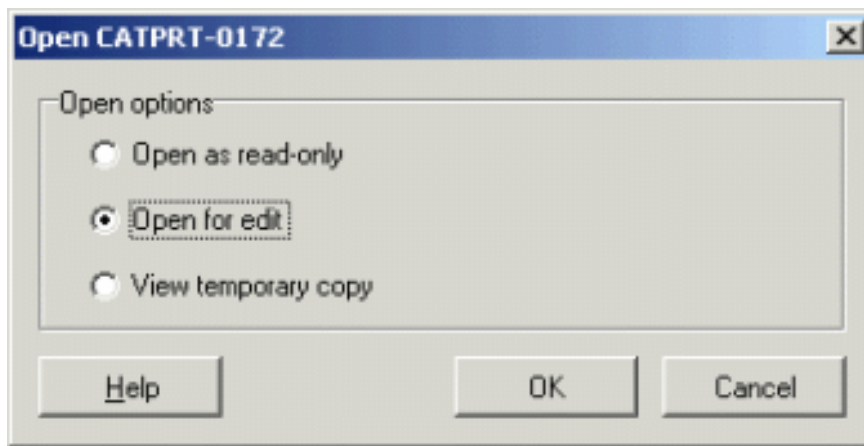 Open CATPRT-0172
Open options
Open as read-only
Open for edit
View temporary copy
Help OK Cancel